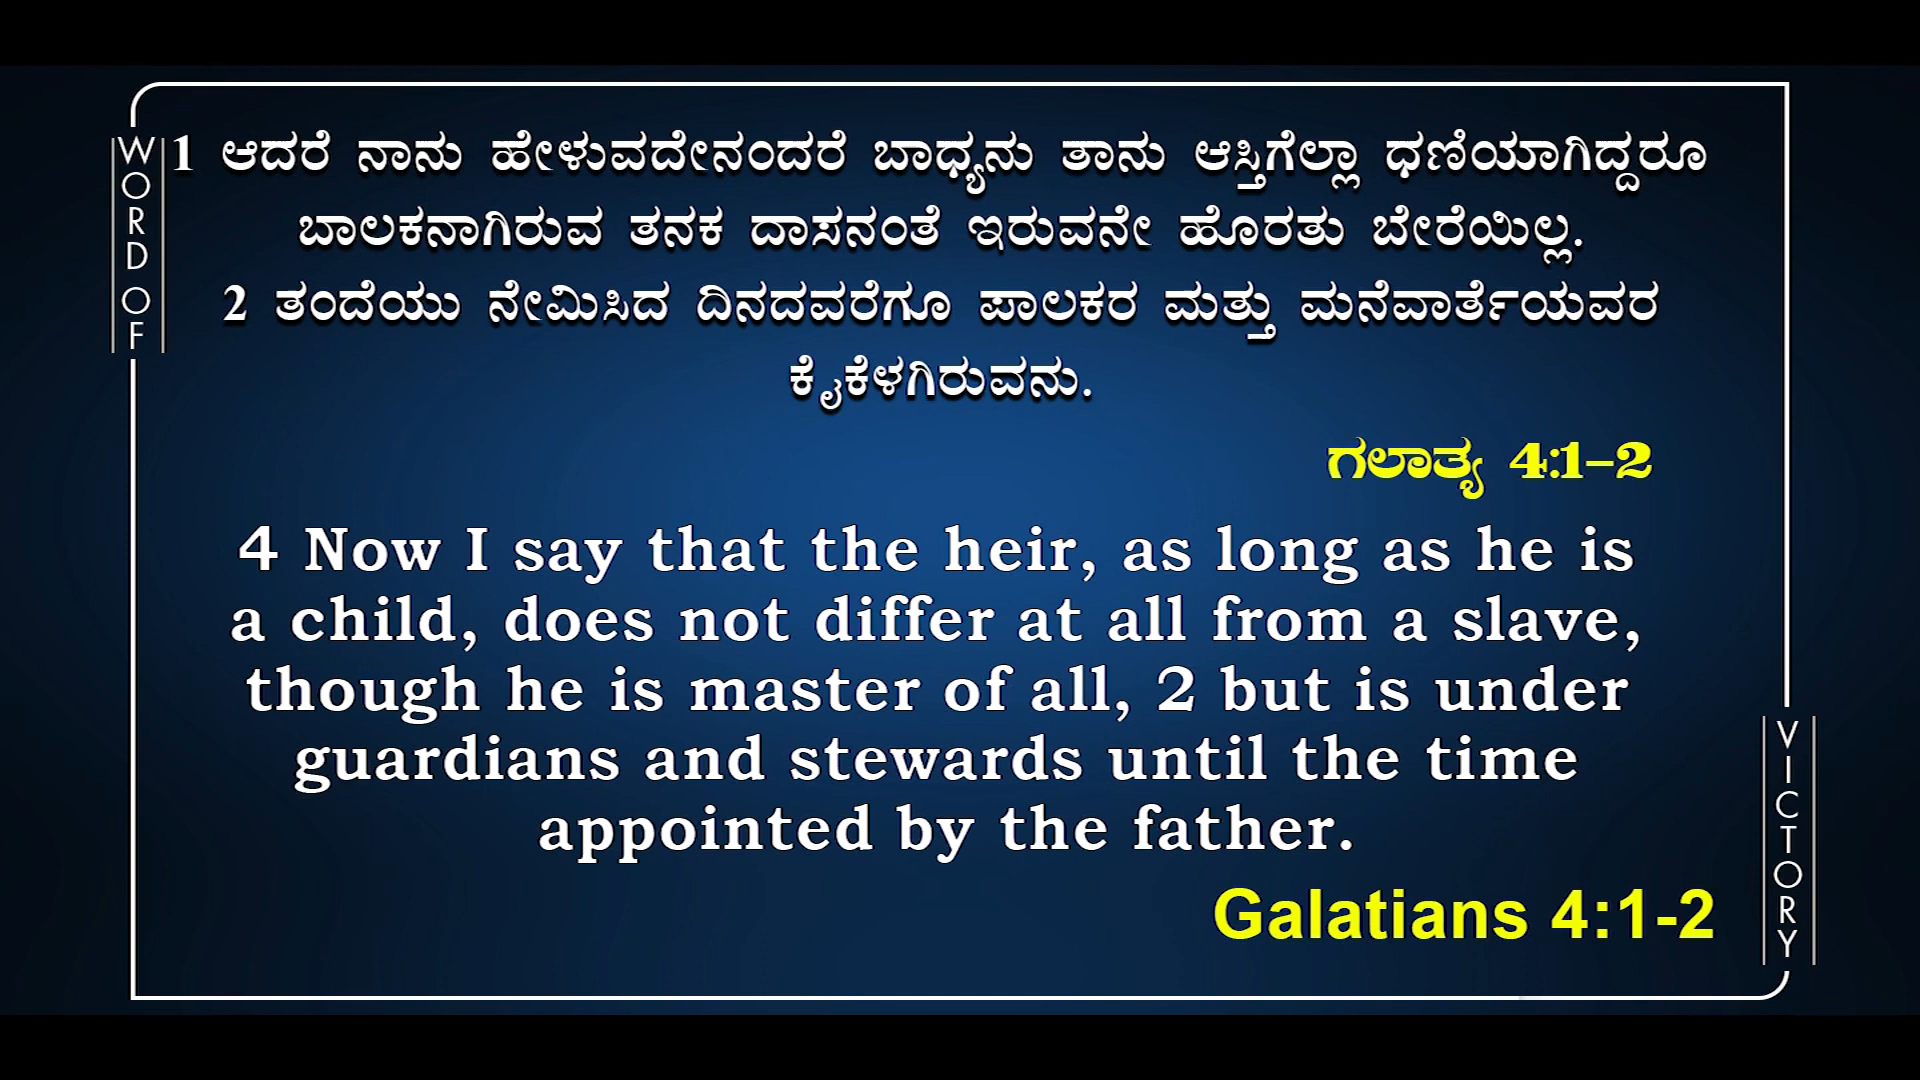 WORD OF
1 ಆದರೆ ನಾನು ಹೇಳುವದೇನಂದರೆ ಬಾಧ್ಯನು ತಾನು ಆಸ್ತಿಗೆಲ್ಲಾ ಧಣಿಯಾಗಿದ್ದರೂ
ಬಾಲಕನಾಗಿರುವ ತನಕ ದಾಸನಂತೆ ಇರುವನೇ ಹೊರತು ಬೇರೆಯಿಲ್ಲ.
2 ತಂದೆಯು ನೇಮಿಸಿದ ದಿನದವರೆಗೂ ಪಾಲಕರ ಮತ್ತು ಮನೆವಾರ್ತೆಯವರ
ಕೈಕೆಳಗಿರುವನು.
ಗಲಾತ್ಯ 4:1-2
4 Now I say that the heir, as long as he is
a child, does not differ at all from a slave,
though he is master of all, 2 but is under
guardians and stewards until the time
appointed by the father.
Galatians 4:1-2
VICTORY